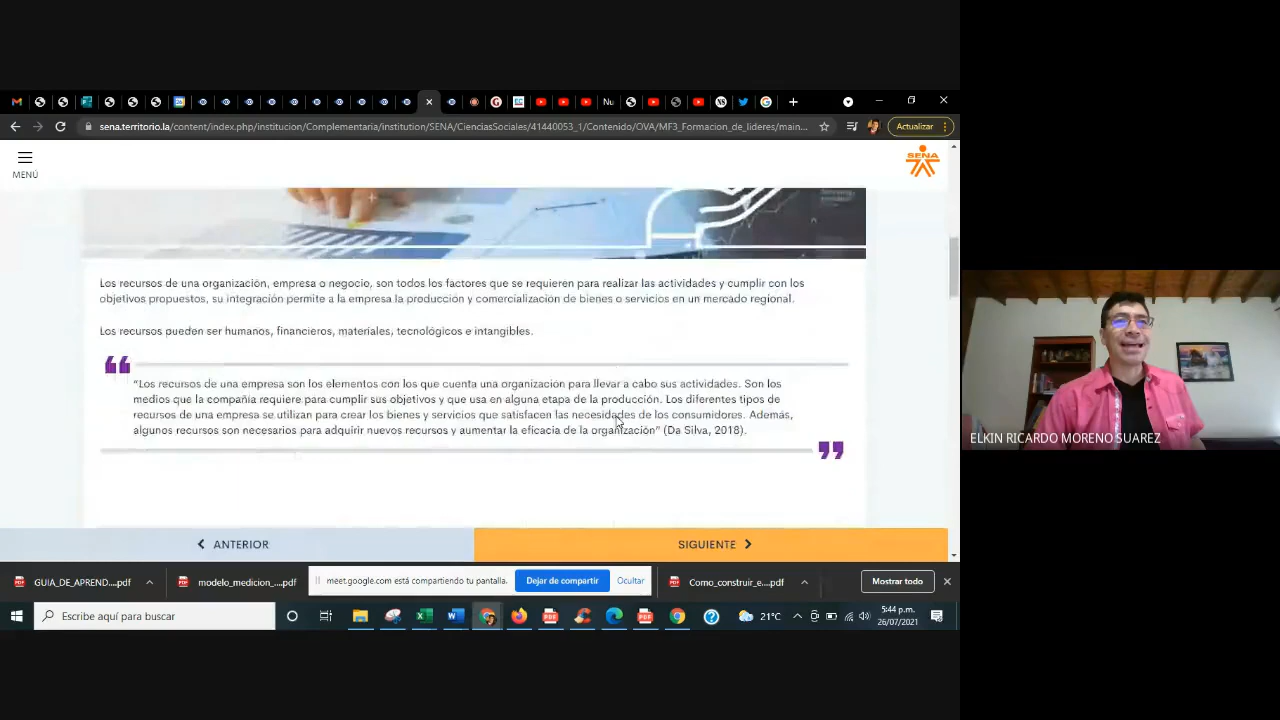 Nu
sena.territorio.la/content/index.php/institucion/Complementaria/institution/SENA/CienciasSociales/41440053_1/Contenido/OVA/MF3_Formacion_de_lideres/main...
Actualizar
MENÚ
SENA
Los recursos de una organización, empresa o negocio, son todos los factores que se requieren para realizar las actividades y cumplir con los
objetivos propuestos, su integración permite a la empresa la producción y comercialización de bienes o servicios en un mercado regional.
Los recursos pueden ser humanos, financieros, materiales, tecnológicos e intangibles.
“Los recursos de una empresa son los elementos con los que cuenta una organización para llevar a cabo sus actividades. Son los
medios que la compañía requiere para cumplir sus objetivos y que usa en alguna etapa de la producción. Los diferentes tipos de
recursos de una empresa se utilizan para crear los bienes y servicios que satisfacen las necesidades de los consumidores. Además,
algunos recursos son necesarios para adquirir nuevos recursos y aumentar la eficacia de la organización” (Da Silva, 2018).
ELKIN RICARDO MORENO SUAREZ
ANTERIOR
SIGUIENTE
GUIA_DE_APREND....pdf
modelo_medicion_....pdf
meet.google.com está compartiendo tu pantalla.
Dejar de compartir
Ocultar
Como_construir_e....pdf
Mostrar todo
Escribe aquí para buscar
21°C
5:44 p.m.
26/07/2021